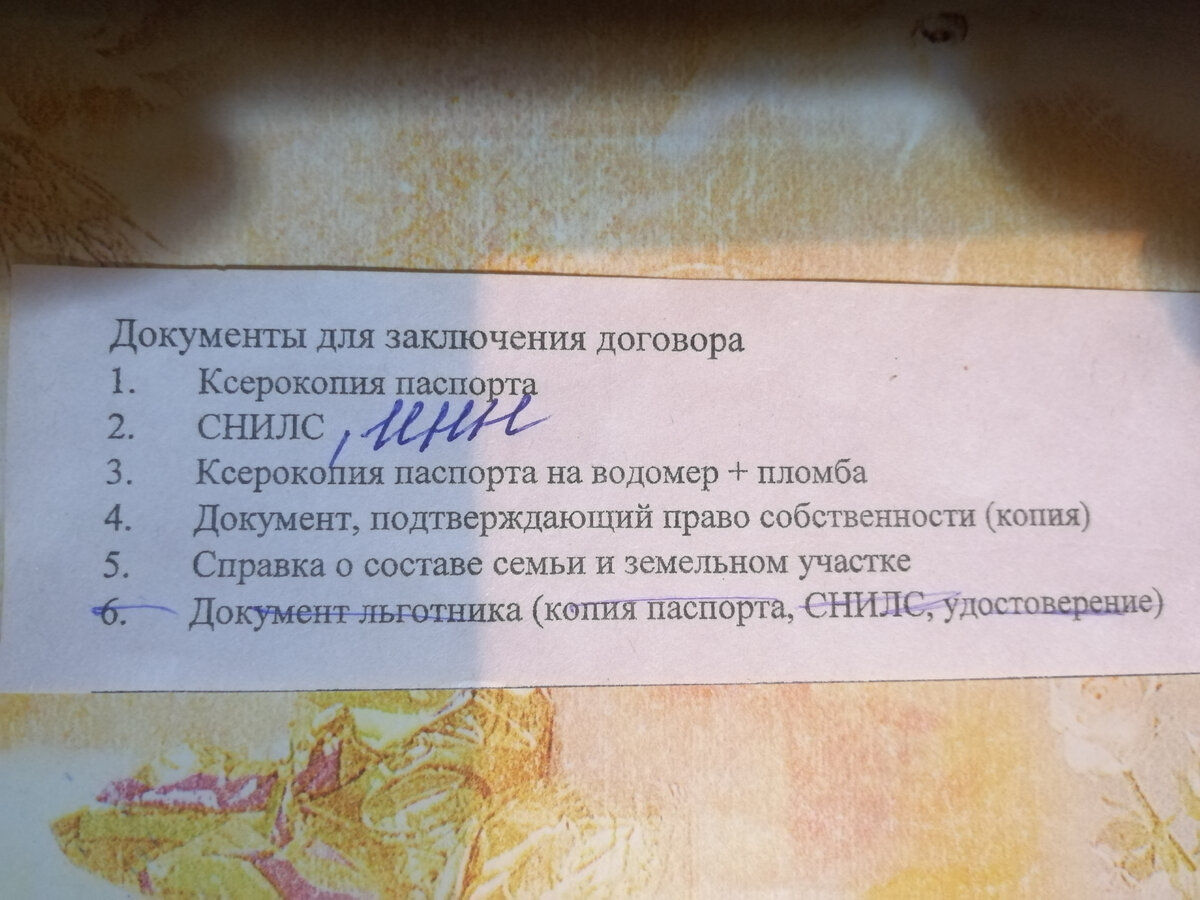 Документы для заключения договора
1. Ксерокопия паспорта
2. СНИЛС, ИНН
3. Ксерокопия паспорта на водомер + пломба
4. Документ, подтверждающий право собственности (копия)
5. Справка о составе семьи и земельном участке
6. Документ льготника (копия паспорта, СНИЛС, удостоверение)